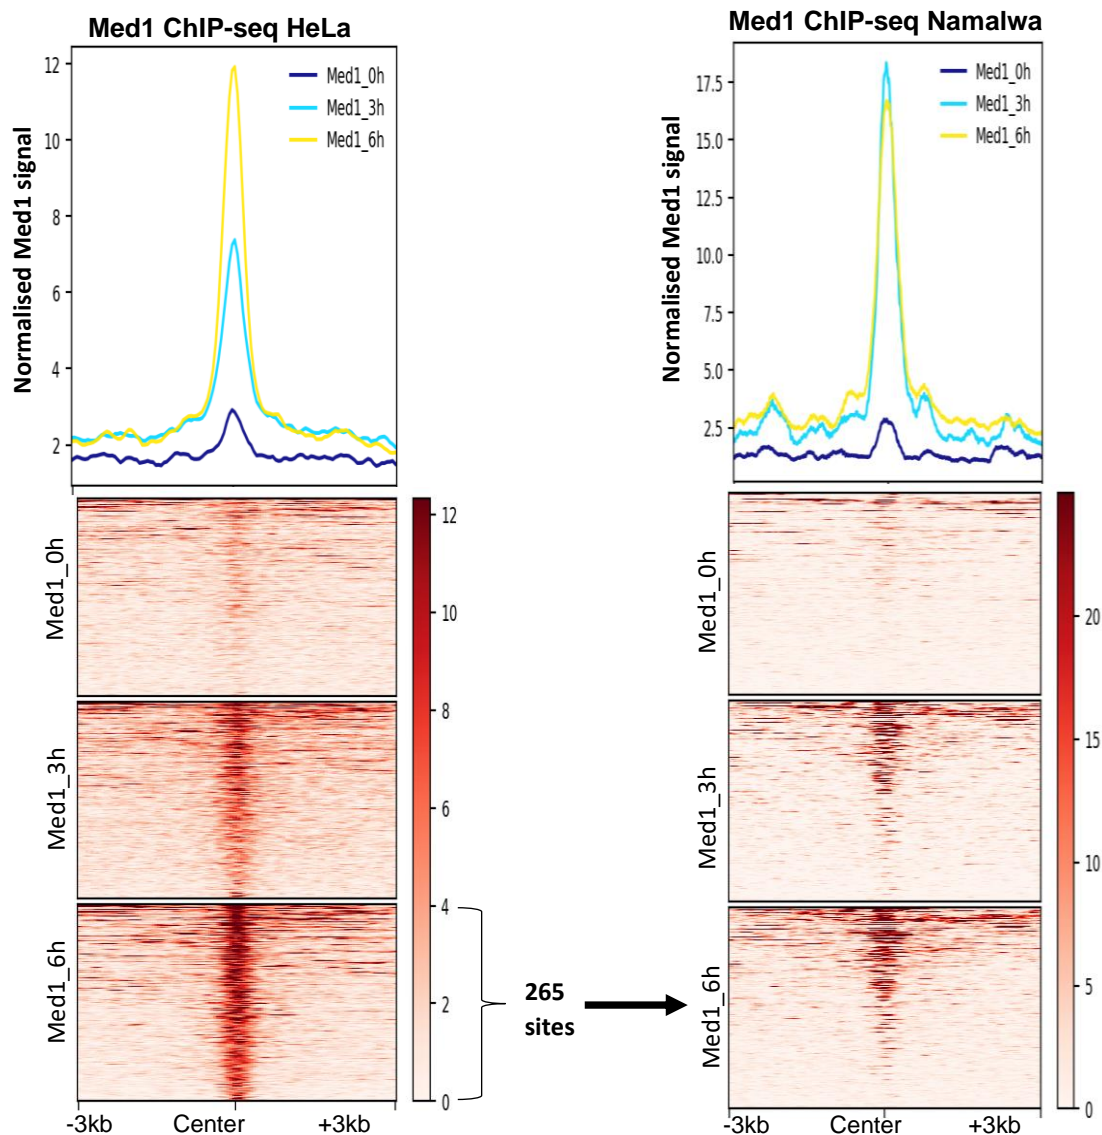 Med1 ChIP-seq HeLa
Normalised Med1 signal
12
10
8
6
4
2
Med1_0h
Med1_3h
Med1_6h
Med1_0h
Med1_3h
Med1_6h
12
10
8
6
4
2
0
-3kb Center +3kb
265
sites
Med1 ChIP-seq Namalwa
Normalised Med1 signal
17.5
15.0
12.5
10.0
7.5
5.0
2.5
Med1_0h
Med1_3h
Med1_6h
Med1_0h
Med1_3h
Med1_6h
20
15
10
5
0
-3kb Center +3kb